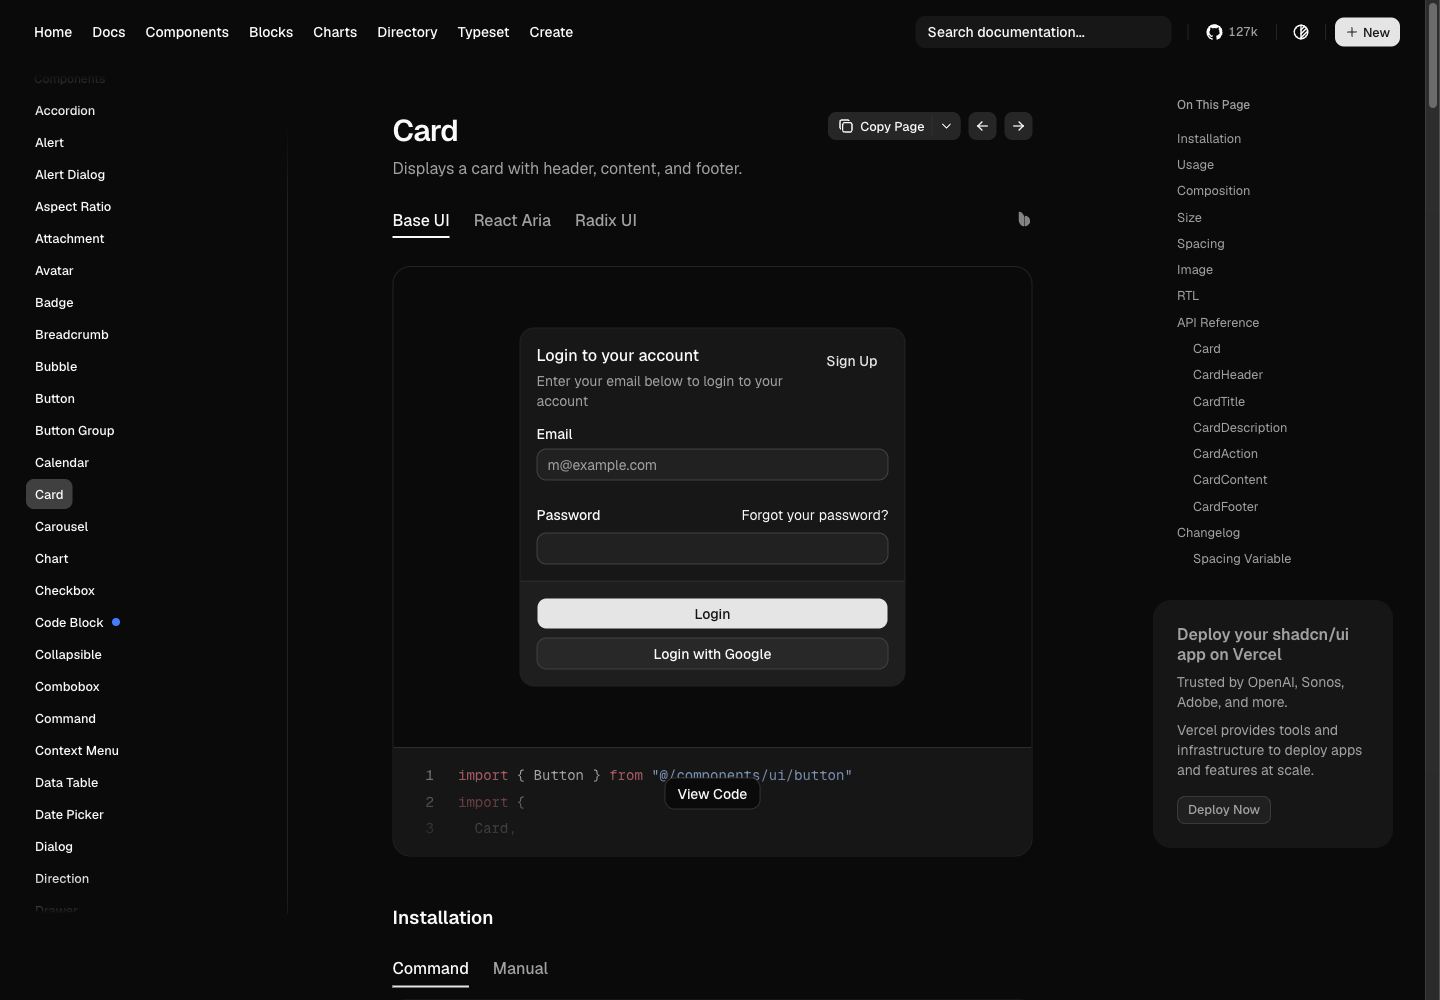 Home Docs Components Blocks Charts Directory Typeset Create
Search documentation...
127k
New
Components
Accordion
Alert
Alert Dialog
Aspect Ratio
Attachment
Avatar
Badge
Breadcrumb
Bubble
Button
Button Group
Calendar
Card
Carousel
Chart
Checkbox
Code Block
Collapsible
Combobox
Command
Context Menu
Data Table
Date Picker
Dialog
Direction
Drawer
Card
Copy Page
Displays a card with header, content, and footer.
Base UI React Aria Radix UI
Login to your account
Sign Up
Enter your email below to login to your
account
Email
m@example.com
Password Forgot your password?
Login
Login with Google
1 import { Button } from "@/components/ui/button"
2 import {
3 Card,
View Code
Installation
Command Manual
On This Page
Installation
Usage
Composition
Size
Spacing
Image
RTL
API Reference
Card
CardHeader
CardTitle
CardDescription
CardAction
CardContent
CardFooter
Changelog
Spacing Variable
Deploy your shadcn/ui
app on Vercel
Trusted by OpenAI, Sonos,
Adobe, and more.
Vercel provides tools and
infrastructure to deploy apps
and features at scale.
Deploy Now